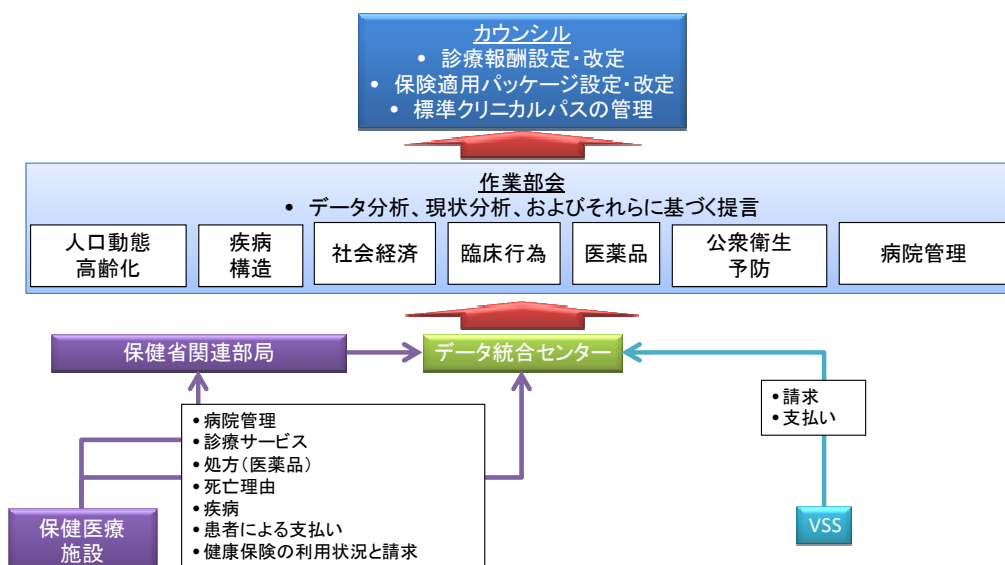 カウンシル
• 診療報酬設定・改定
• 保険適用パッケージ設定・改定
• 標準クリニカルパスの管理
作業部会
• データ分析、現状分析、およびそれらに基づく提言
人口動態
高齢化
疾病
構造
社会経済
臨床行為
医薬品
公衆衛生
予防
病院管理
保健省関連部局
データ統合センター
• 請求
• 支払い
• 病院管理
• 診療サービス
• 処方（医薬品）
• 死亡理由
• 疾病
• 患者による支払い
• 健康保険の利用状況と請求
保健医療
施設
VSS